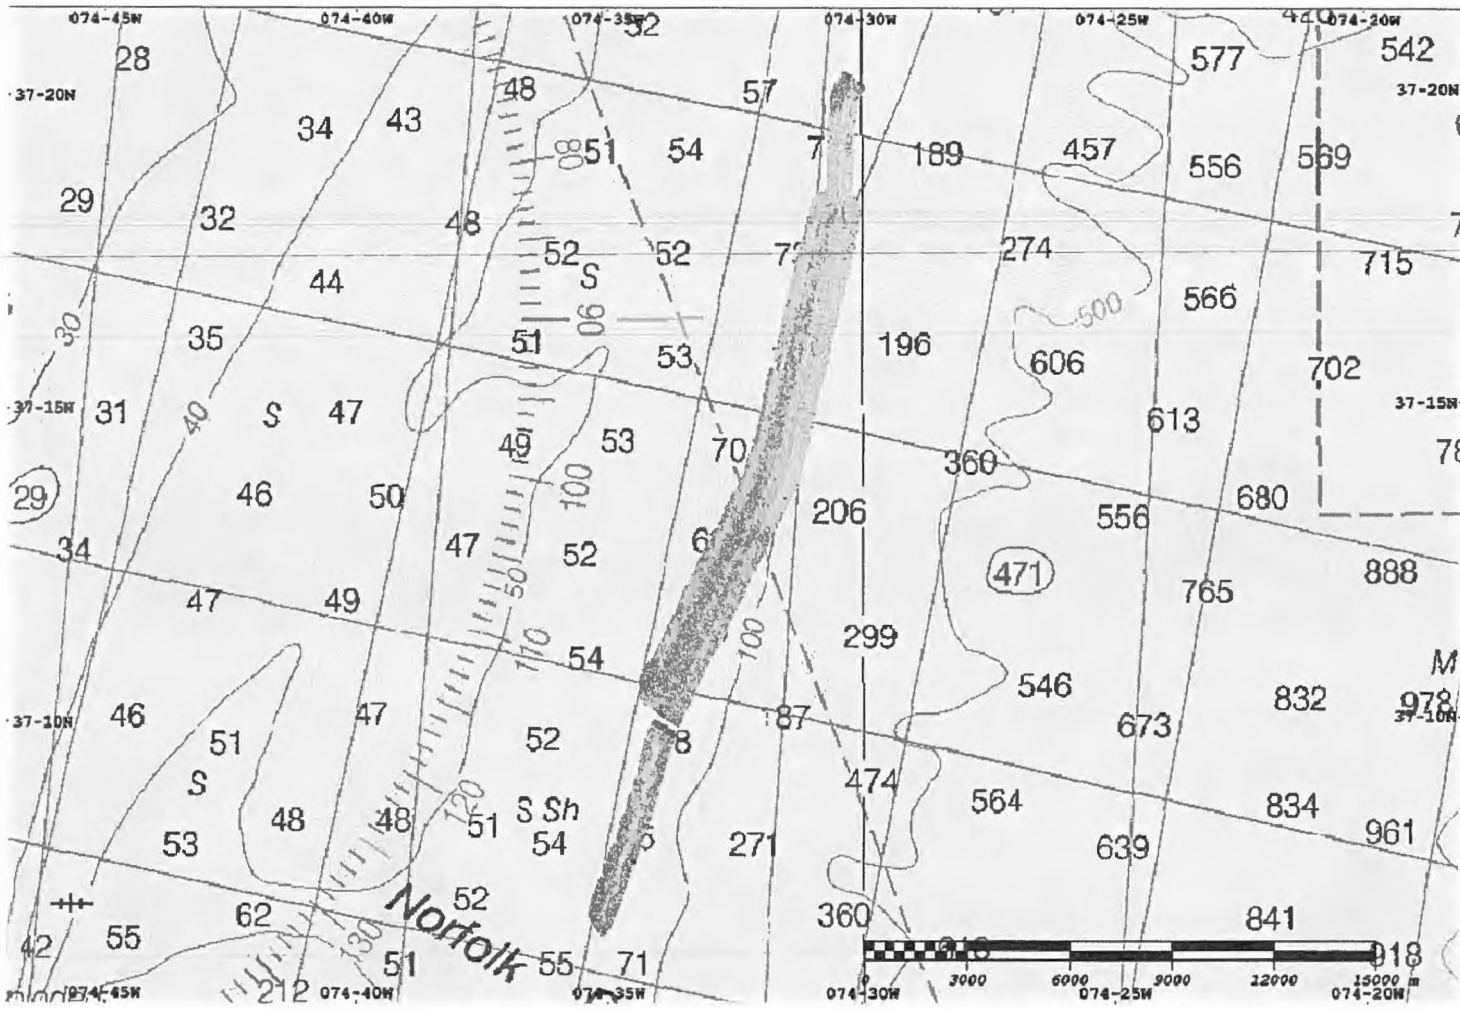 074-45W 074-40W 074-35W 074-30W 074-25W 074-20W
52
28 48 57 577 542
37-20N 37-20N
34 43 80 51 54 7 189 457 556 569
29 32 48 52 52 274 715
44 S 566
30 35 51 90 53 196 500 606 702
37-15N 37-15N
31 40 S 47 49 53 70 613
29 46 50 100 206 360 556 680
34 47 52 471 888
47 49 50 765
110 54 100 299
546 832 M 978
37-10N 46 47 87 673 37-10N
51 52 8
S 474 564 834
48 48 120 51 S Sh 54 271 639 961
53
62 52 Norfolk 360 841
42 55 130 51 55 71 918
212 0 3000 6000 9000 12000 15000 m
074-45W 074-40W 074-35W 074-30W 074-25W 074-20W